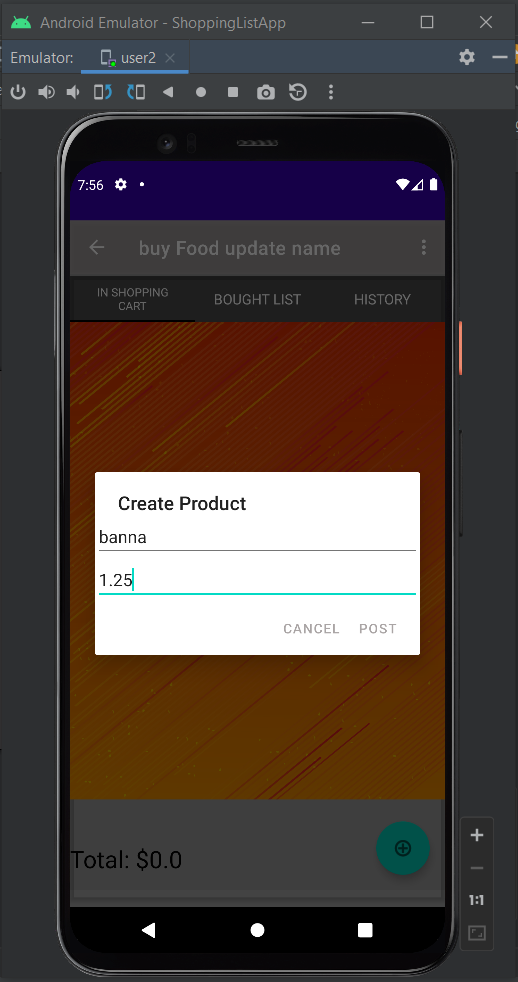 Android Emulator - ShoppingListApp
Emulator:
user2
7:56
buy Food update name
IN SHOPPING
CART
BOUGHT LIST
HISTORY
Create Product
banna
1.25
CANCEL
POST
Total: $0.0
1:1